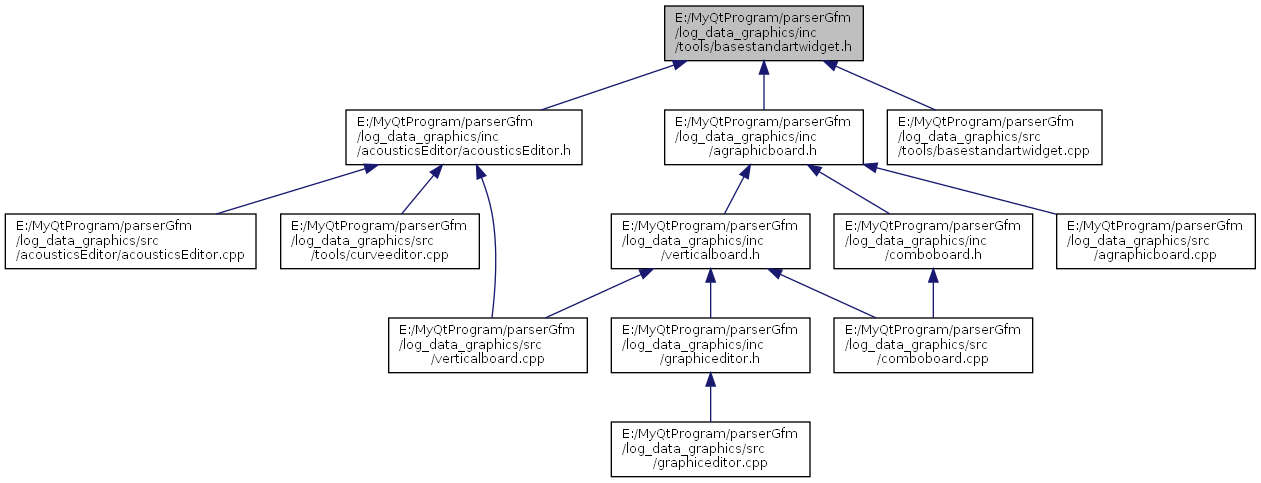 E:/MyQtProgram/parserGfm
/log_data_graphics/inc
/tools/basestandartwidget.h
E:/MyQtProgram/parserGfm
/log_data_graphics/inc
/acousticsEditor/acousticsEditor.h
E:/MyQtProgram/parserGfm
/log_data_graphics/inc
/agraphicboard.h
E:/MyQtProgram/parserGfm
/log_data_graphics/src
/tools/basestandartwidget.cpp
E:/MyQtProgram/parserGfm
/log_data_graphics/src
/acousticsEditor/acousticsEditor.cpp
E:/MyQtProgram/parserGfm
/log_data_graphics/src
/tools/curveeditor.cpp
E:/MyQtProgram/parserGfm
/log_data_graphics/inc
/verticalboard.h
E:/MyQtProgram/parserGfm
/log_data_graphics/inc
/comboboard.h
E:/MyQtProgram/parserGfm
/log_data_graphics/src
/agraphicboard.cpp
E:/MyQtProgram/parserGfm
/log_data_graphics/src
/verticalboard.cpp
E:/MyQtProgram/parserGfm
/log_data_graphics/inc
/graphiceditor.h
E:/MyQtProgram/parserGfm
/log_data_graphics/src
/comboboard.cpp
E:/MyQtProgram/parserGfm
/log_data_graphics/src
/graphiceditor.cpp